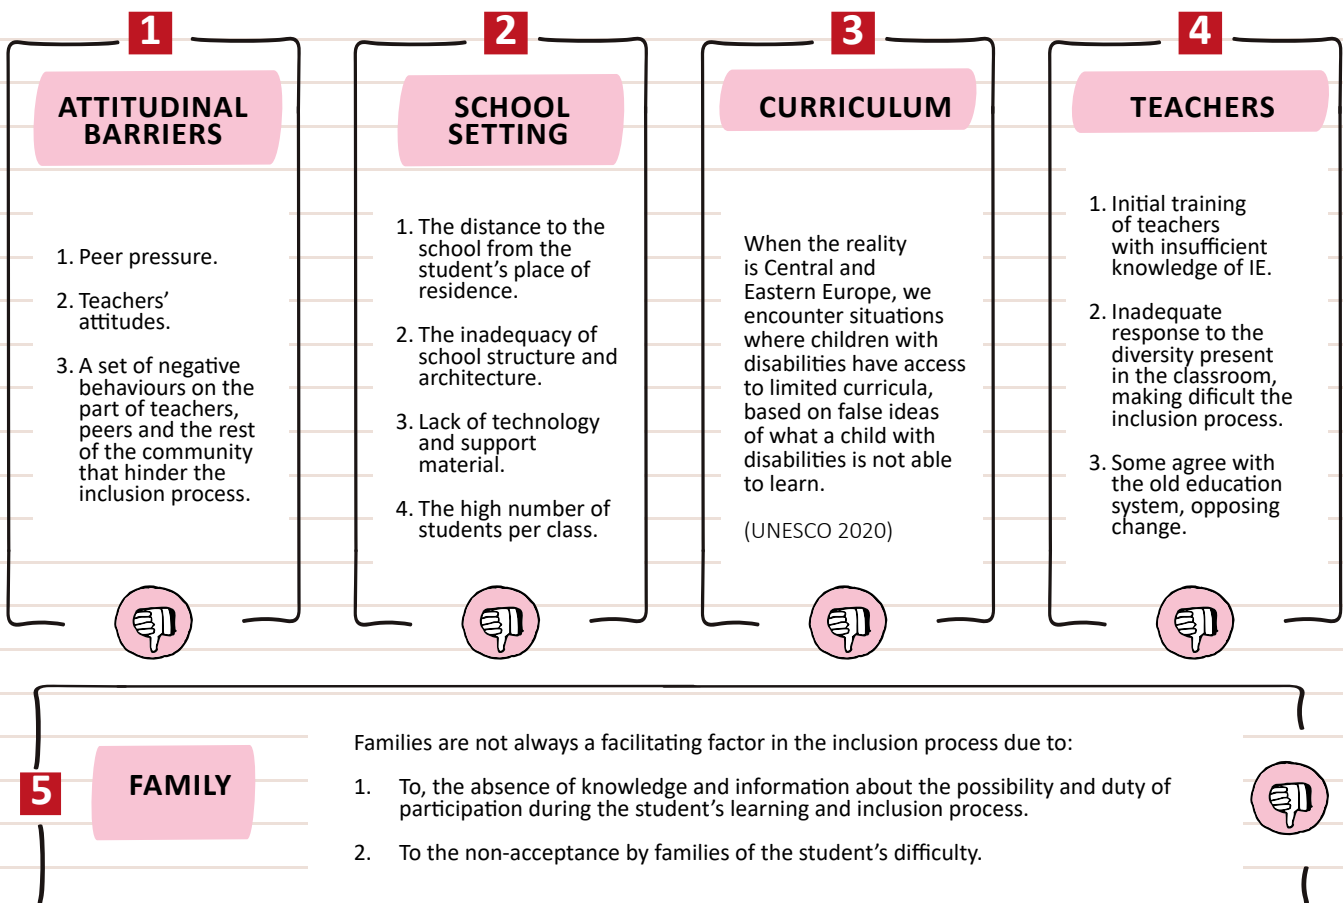 1
ATTITUDINAL
BARRIERS
1. Peer pressure.
2. Teachers’
attitudes.
3. A set of negative
behaviours on the
part of teachers,
peers and the rest
of the community
that hinder the
inclusion process.
2
SCHOOL
SETTING
1. The distance to the
school from the
student’s place of
residence.
2. The inadequacy of
school structure and
architecture.
3. Lack of technology
and support
material.
4. The high number of
students per class.
3
CURRICULUM
When the reality
is Central and
Eastern Europe, we
encounter situations
where children with
disabilities have access
to limited curricula,
based on false ideas
of what a child with
disabilities is not able
to learn.
(UNESCO 2020)
4
TEACHERS
1. Initial training
of teachers
with insufficient
knowledge of IE.
2. Inadequate
response to the
diversity present
in the classroom,
making dificult the
inclusion process.
3. Some agree with
the old education
system, opposing
change.
5
FAMILY
Families are not always a facilitating factor in the inclusion process due to:
1. To, the absence of knowledge and information about the possibility and duty of
participation during the student’s learning and inclusion process.
2. To the non-acceptance by families of the student’s difficulty.